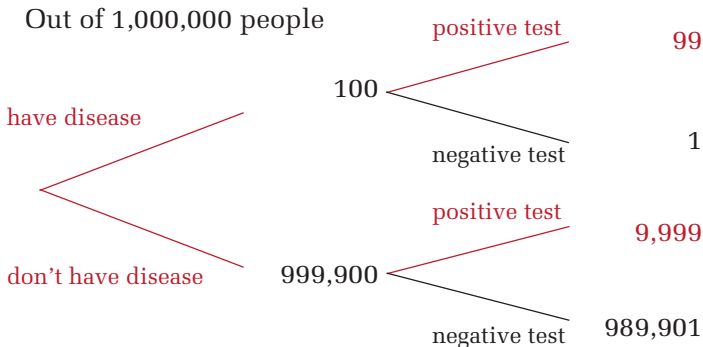 Out of 1,000,000 people
positive test
99
100
have disease
negative test
1
positive test
9,999
don't have disease
999,900
negative test
989,901